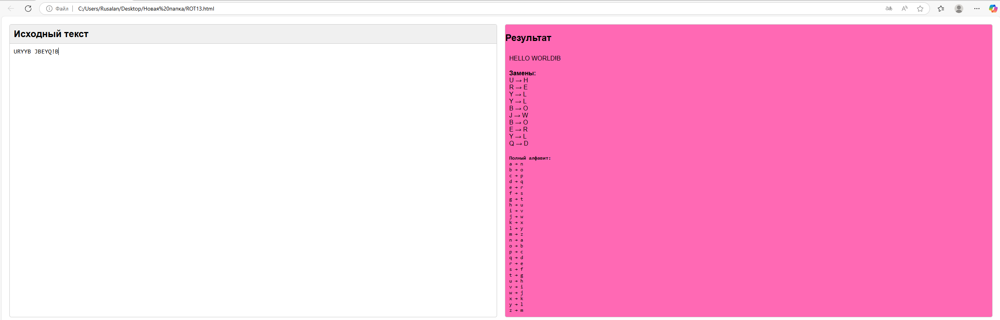 Файл C:/Users/Rusalan/Desktop/Новая%20папка/ROT13.html
Исходный текст
URYYB JBEYQ!B
Результат
HELLO WORLD!B
Замены:
U → H
R → E
Y → L
Y → L
B → O
J → W
B → O
E → R
Y → L
Q → D
Полный алфавит:
a → n
b → o
c → p
d → q
e → r
f → s
g → t
h → u
i → v
j → w
k → x
l → y
m → z
n → a
o → b
p → c
q → d
r → e
s → f
t → g
u → h
v → i
w → j
x → k
y → l
z → m